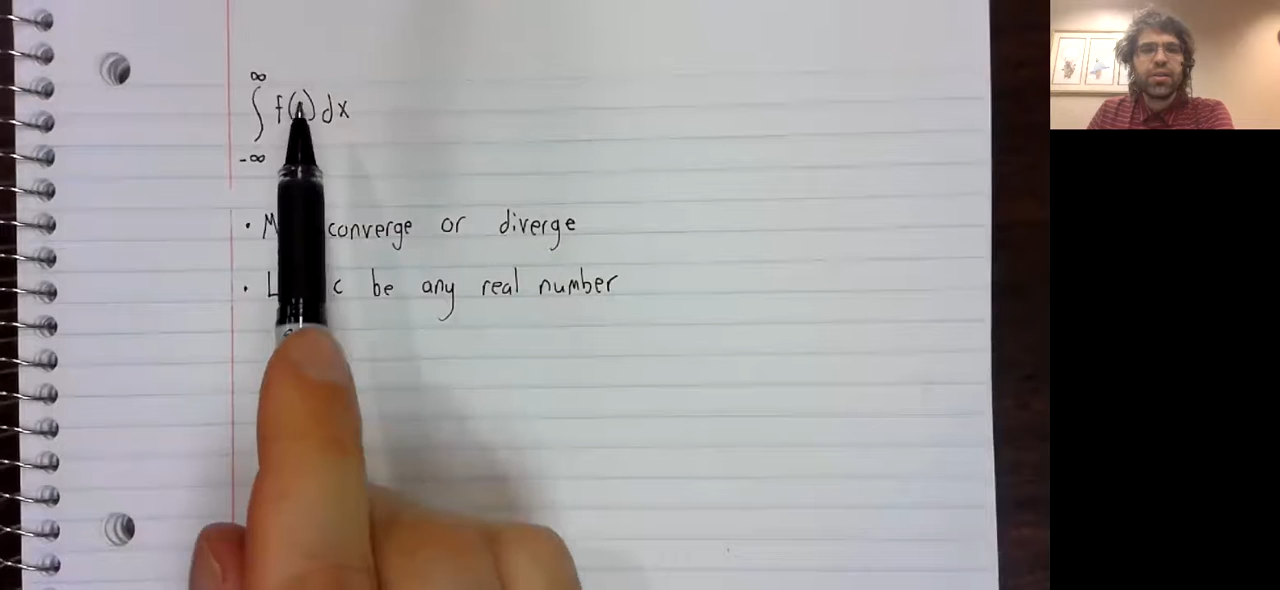 ∞
∫ f( ) dx
-∞
• M converge or diverge
• L c be any real number